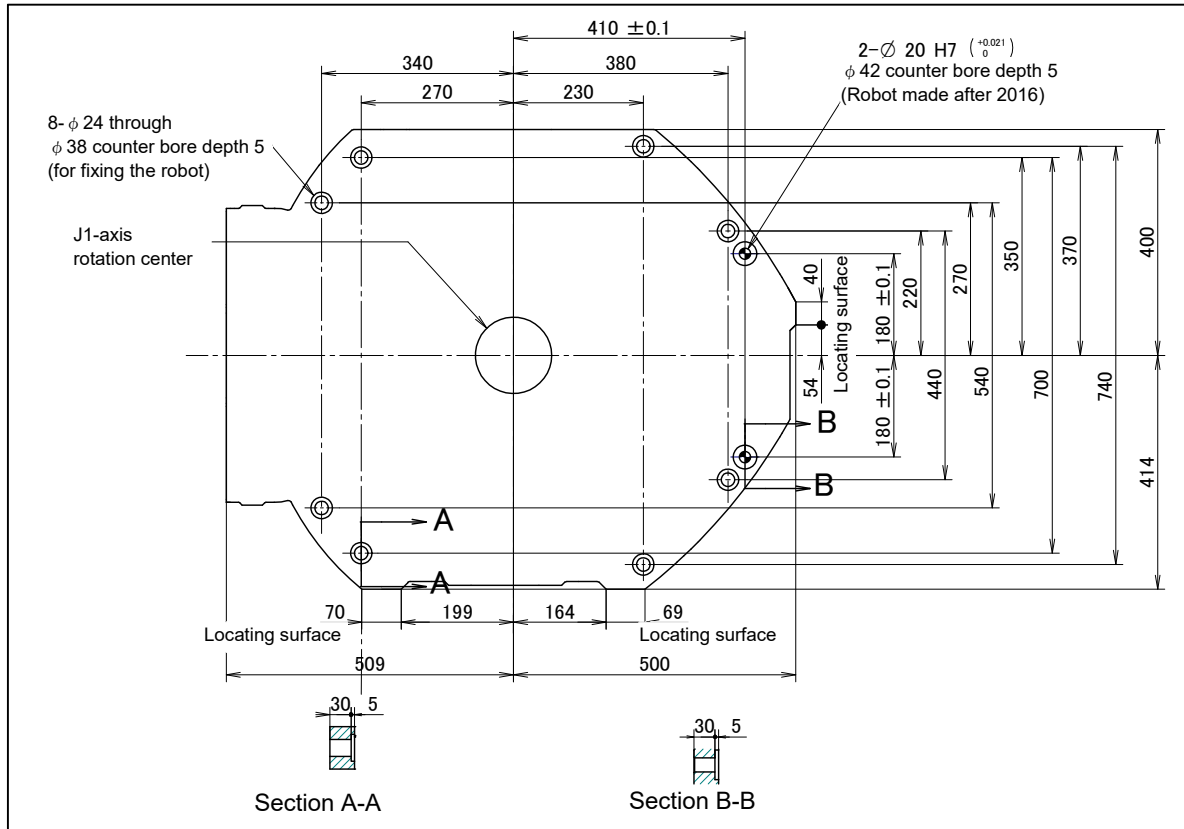 410 ±0.1
340
380
270
230
2-Ø 20 H7 (+0.021 0)
ϕ 42 counter bore depth 5
(Robot made after 2016)
8-ϕ 24 through
ϕ 38 counter bore depth 5
(for fixing the robot)
J1-axis
rotation center
40
Locating surface
54
180 ±0.1
180 ±0.1
220
440
270
540
350
700
370
740
400
414
B
B
A
A
70
199
164
69
Locating surface
Locating surface
509
500
30 5
30 5
Section A-A
Section B-B